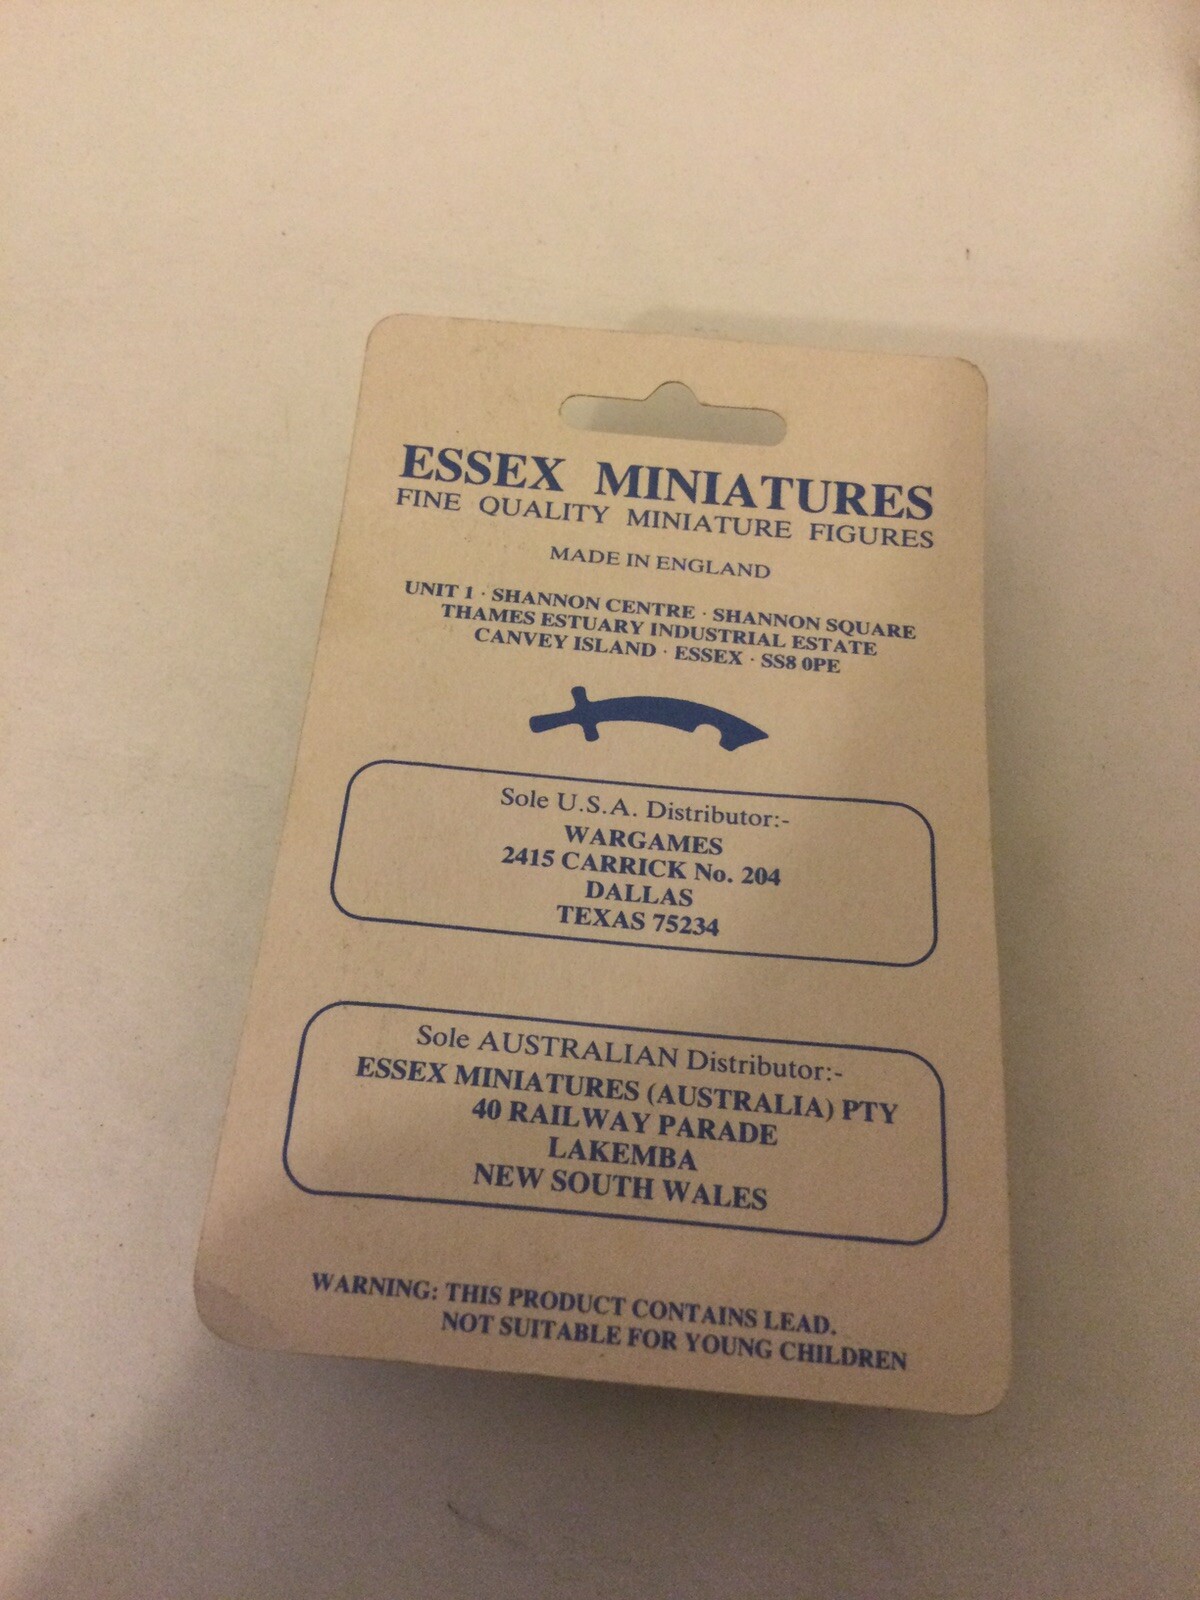 ESSEX MINIATURES
FINE QUALITY MINIATURE FIGURES
MADE IN ENGLAND
UNIT 1 · SHANNON CENTRE · SHANNON SQUARE
THAMES ESTUARY INDUSTRIAL ESTATE
CANVEY ISLAND · ESSEX · SS8 0PE
Sole U.S.A. Distributor:-
WARGAMES
2415 CARRICK No. 204
DALLAS
TEXAS 75234
Sole AUSTRALIAN Distributor:-
ESSEX MINIATURES (AUSTRALIA) PTY
40 RAILWAY PARADE
LAKEMBA
NEW SOUTH WALES
WARNING: THIS PRODUCT CONTAINS LEAD.
NOT SUITABLE FOR YOUNG CHILDREN